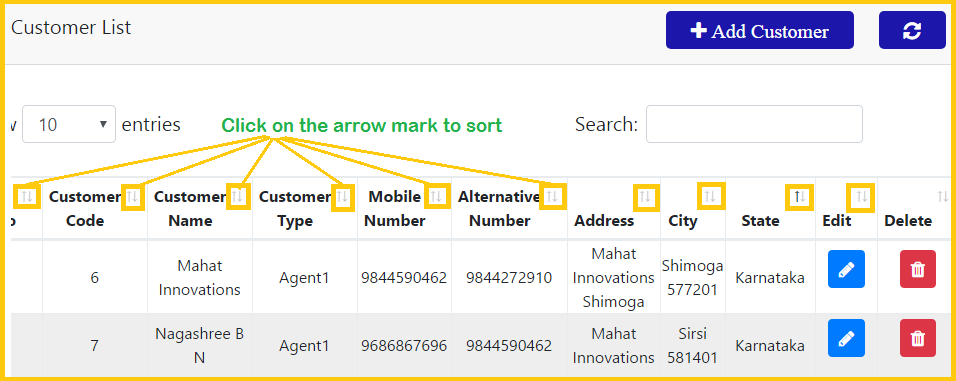 Customer List
Add Customer
10 entries
Click on the arrow mark to sort
Search:
Customer Code
Customer Name
Customer Type
Mobile Number
Alternative Number
Address
City
State
Edit
Delete
6
Mahat
Innovations
Agent1
9844590462
9844272910
Mahat
Innovations
Shimoga
Shimoga
577201
Karnataka
7
Nagashree B
N
Agent1
9686867696
9844590462
Mahat
Innovations
Sirsi
581401
Karnataka